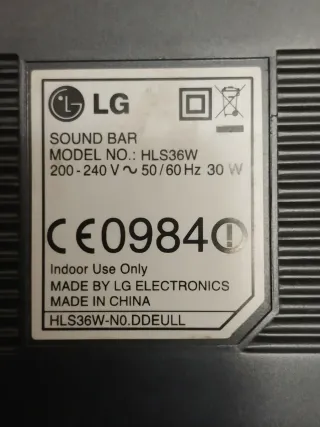 LG
SOUND BAR
MODEL NO.: HLS36W
200-240 V ~ 50/60 Hz 30 W
CE0984
Indoor Use Only
MADE BY LG ELECTRONICS
MADE IN CHINA
HLS36W-N0.DDEULL